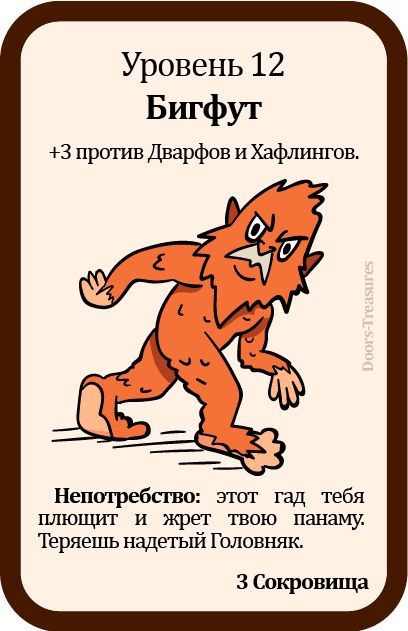 Уровень 12
Бигфут
+3 против Дварфов и Хафлингов.
Doors-Treasures
Непотребство: этот гад тебя
плющит и жрет твою панаму.
Теряешь надетый Головняк.
3 Сокровища